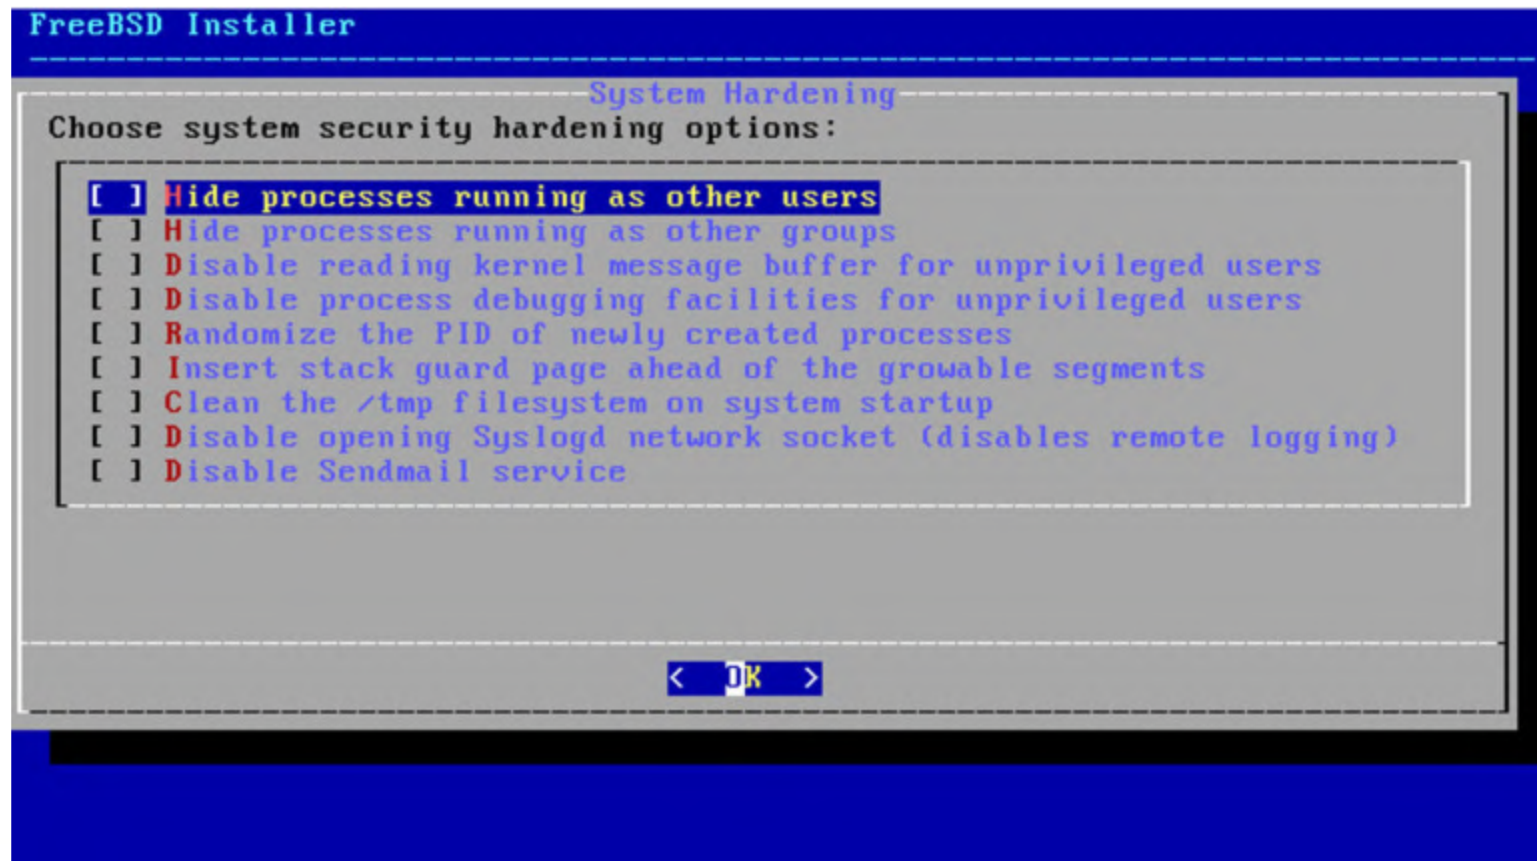 FreeBSD Installer
System Hardening
Choose system security hardening options:
[ ] Hide processes running as other users
[ ] Hide processes running as other groups
[ ] Disable reading kernel message buffer for unprivileged users
[ ] Disable process debugging facilities for unprivileged users
[ ] Randomize the PID of newly created processes
[ ] Insert stack guard page ahead of the growable segments
[ ] Clean the /tmp filesystem on system startup
[ ] Disable opening Syslogd network socket (disables remote logging)
[ ] Disable Sendmail service
< OK >